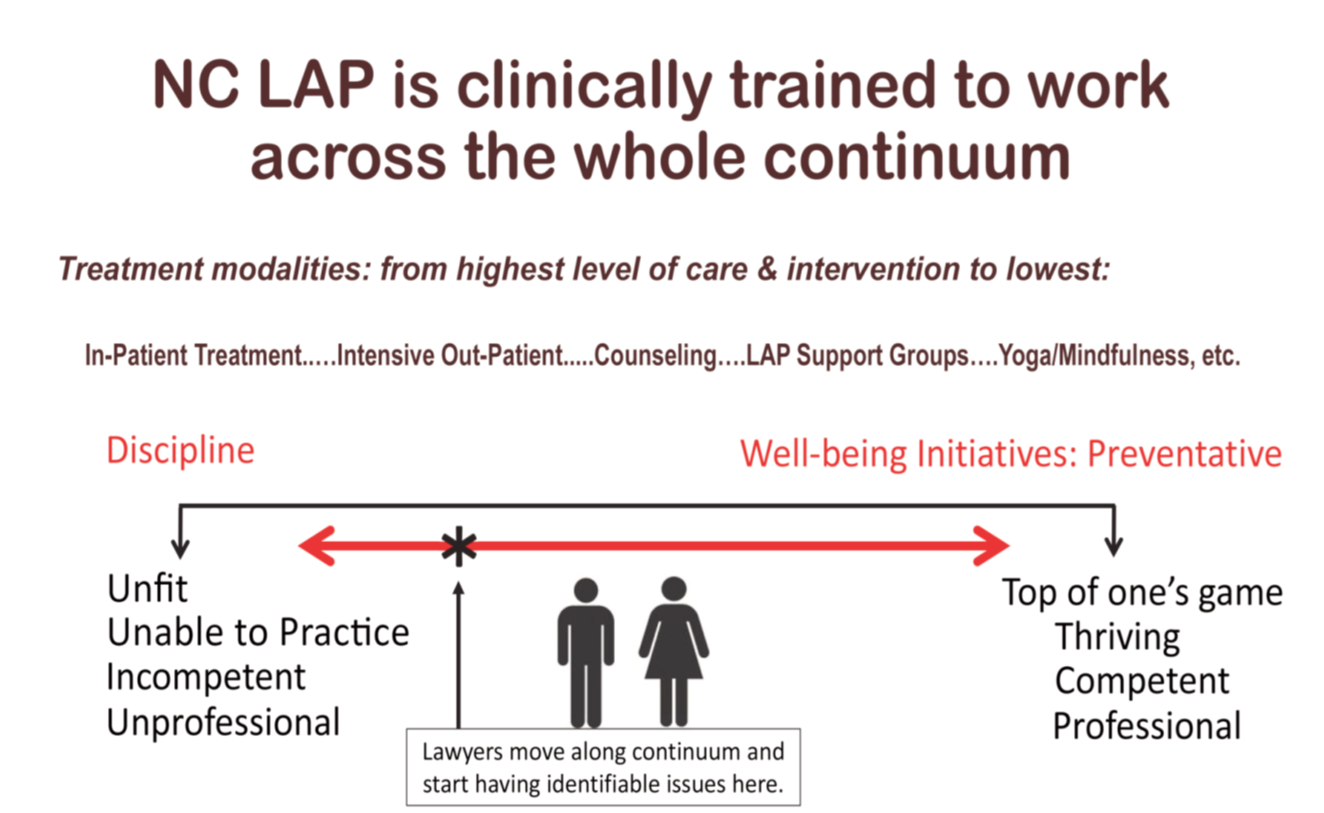 NC LAP is clinically trained to work
across the whole continuum
Treatment modalities: from highest level of care & intervention to lowest:
In-Patient Treatment.....Intensive Out-Patient.....Counseling....LAP Support Groups....Yoga/Mindfulness, etc.
Discipline
Well-being Initiatives: Preventative
*
Unfit
Unable to Practice
Incompetent
Unprofessional
Top of one's game
Thriving
Competent
Professional
Lawyers move along continuum and
start having identifiable issues here.